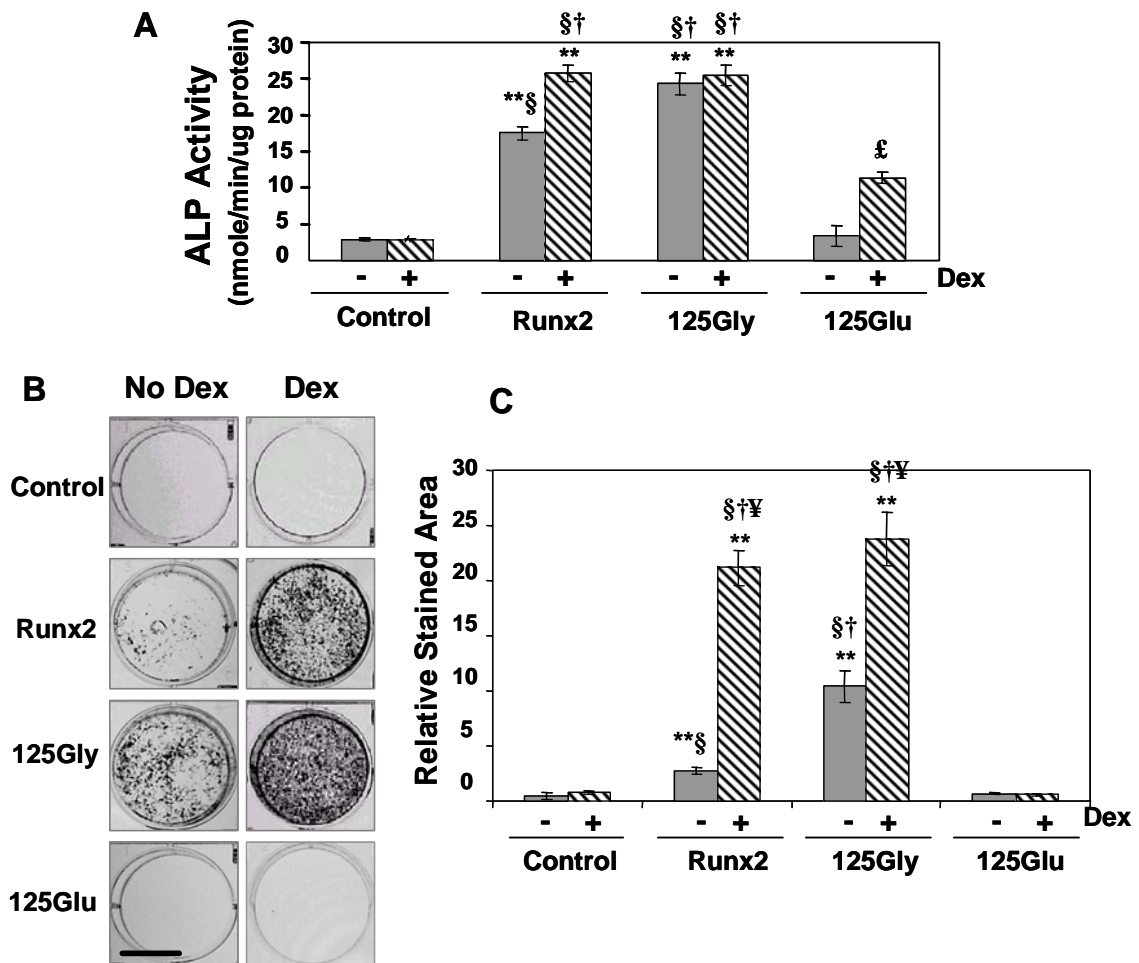 A
ALP Activity
(nmole/min/ug protein)
30
25
20
15
10
5
0
**§
§†
**
§†
**
§†
**
£
- + - + - + - + Dex
Control Runx2 125Gly 125Glu
B
No Dex Dex
Control
Runx2
125Gly
125Glu
C
Relative Stained Area
30
25
20
15
10
5
0
**§
§†¥
**
§†
**
§†¥
**
- + - + - + - + Dex
Control Runx2 125Gly 125Glu